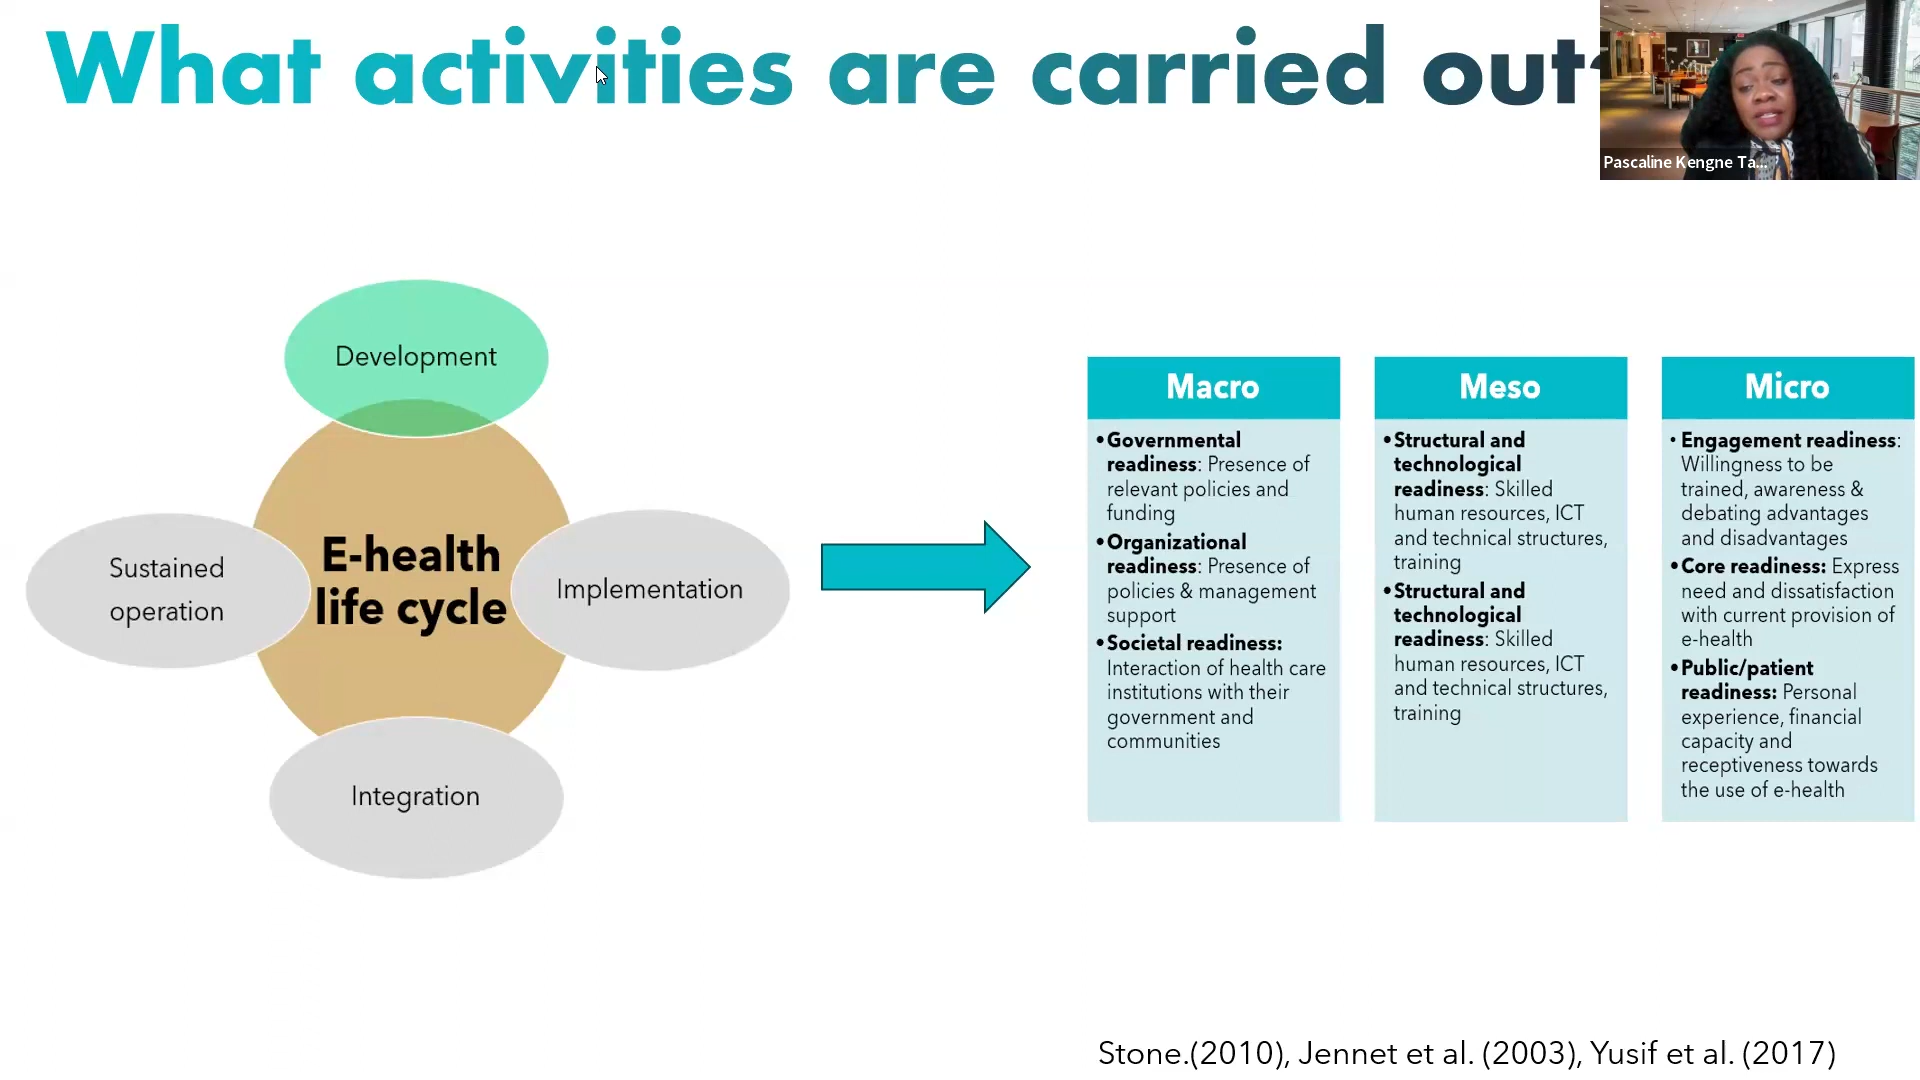 What activities are carried out?
Pascaline Kengne Ta...
Development
E-health
life cycle
Sustained
operation
Implementation
Integration
Macro
•Governmental
readiness: Presence of
relevant policies and
funding
•Organizational
readiness: Presence of
policies & management
support
•Societal readiness:
Interaction of health care
institutions with their
government and
communities
Meso
•Structural and
technological
readiness: Skilled
human resources, ICT
and technical structures,
training
•Structural and
technological
readiness: Skilled
human resources, ICT
and technical structures,
training
Micro
• Engagement readiness:
Willingness to be
trained, awareness &
debating advantages
and disadvantages
•Core readiness: Express
need and dissatisfaction
with current provision of
e-health
•Public/patient
readiness: Personal
experience, financial
capacity and
receptiveness towards
the use of e-health
Stone.(2010), Jennet et al. (2003), Yusif et al. (2017)